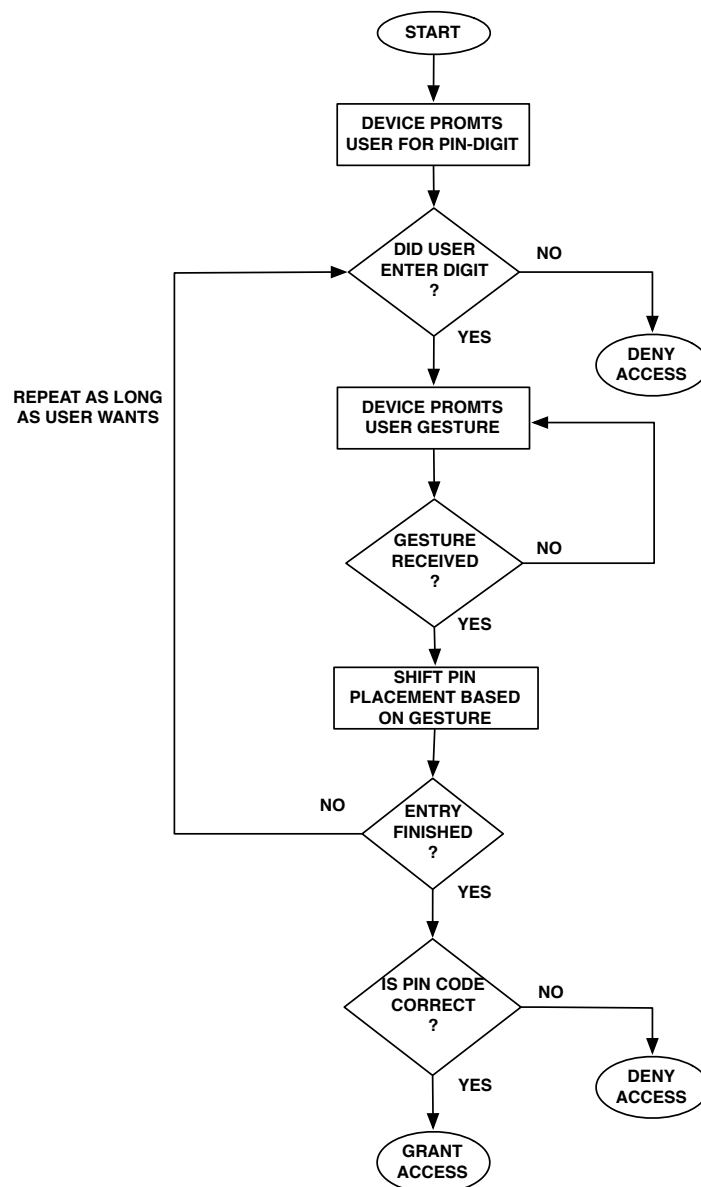 START
DEVICE PROMTS
USER FOR PIN-DIGIT
DID USER
ENTER DIGIT
?
NO
YES
DENY
ACCESS
REPEAT AS LONG
AS USER WANTS
DEVICE PROMTS
USER GESTURE
GESTURE
RECEIVED
?
NO
YES
SHIFT PIN
PLACEMENT BASED
ON GESTURE
NO
ENTRY
FINISHED
?
YES
IS PIN CODE
CORRECT
?
NO
YES
DENY
ACCESS
GRANT
ACCESS